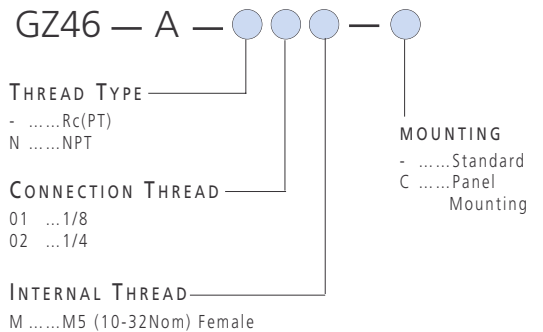 GZ46 — A — —
THREAD TYPE
- ......Rc(PT)
N ......NPT
MOUNTING
- ......Standard
C ......Panel
Mounting
CONNECTION THREAD
01 ...1/8
02 ...1/4
INTERNAL THREAD
M ......M5 (10-32Nom) Female